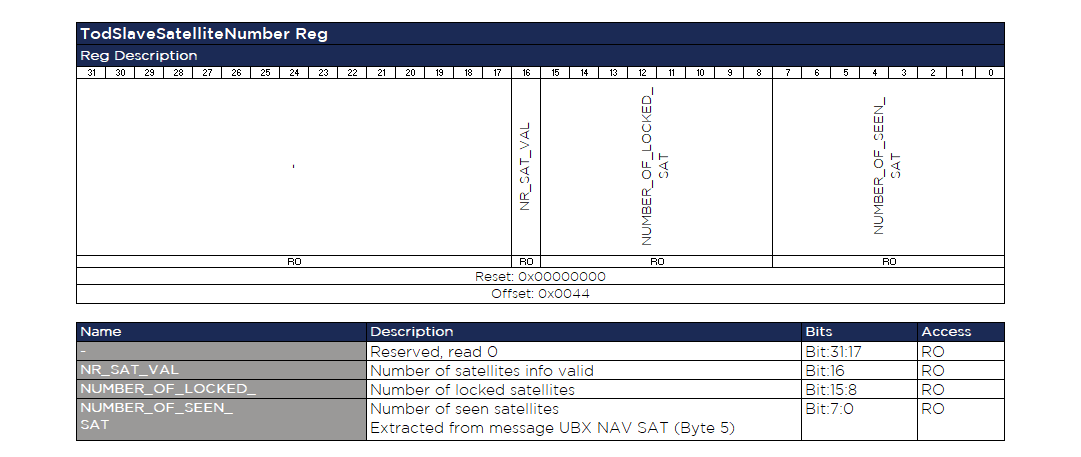 TodSlaveSatelliteNumber Reg
Reg Description
31 30 29 28 27 26 25 24 23 22 21 20 19 18 17 16 15 14 13 12 11 10 9 8 7 6 5 4 3 2 1 0
-
NR_SAT_VAL
NUMBER_OF_LOCKED_
SAT
NUMBER_OF_SEEN_
SAT
RO RO RO RO
Reset: 0x00000000
Offset: 0x0044
Name Description Bits Access
- Reserved, read 0 Bit:31:17 RO
NR_SAT_VAL Number of satellites info valid Bit:16 RO
NUMBER_OF_LOCKED_ Number of locked satellites Bit:15:8 RO
NUMBER_OF_SEEN_ Number of seen satellites Bit:7:0 RO
SAT Extracted from message UBX NAV SAT (Byte 5)